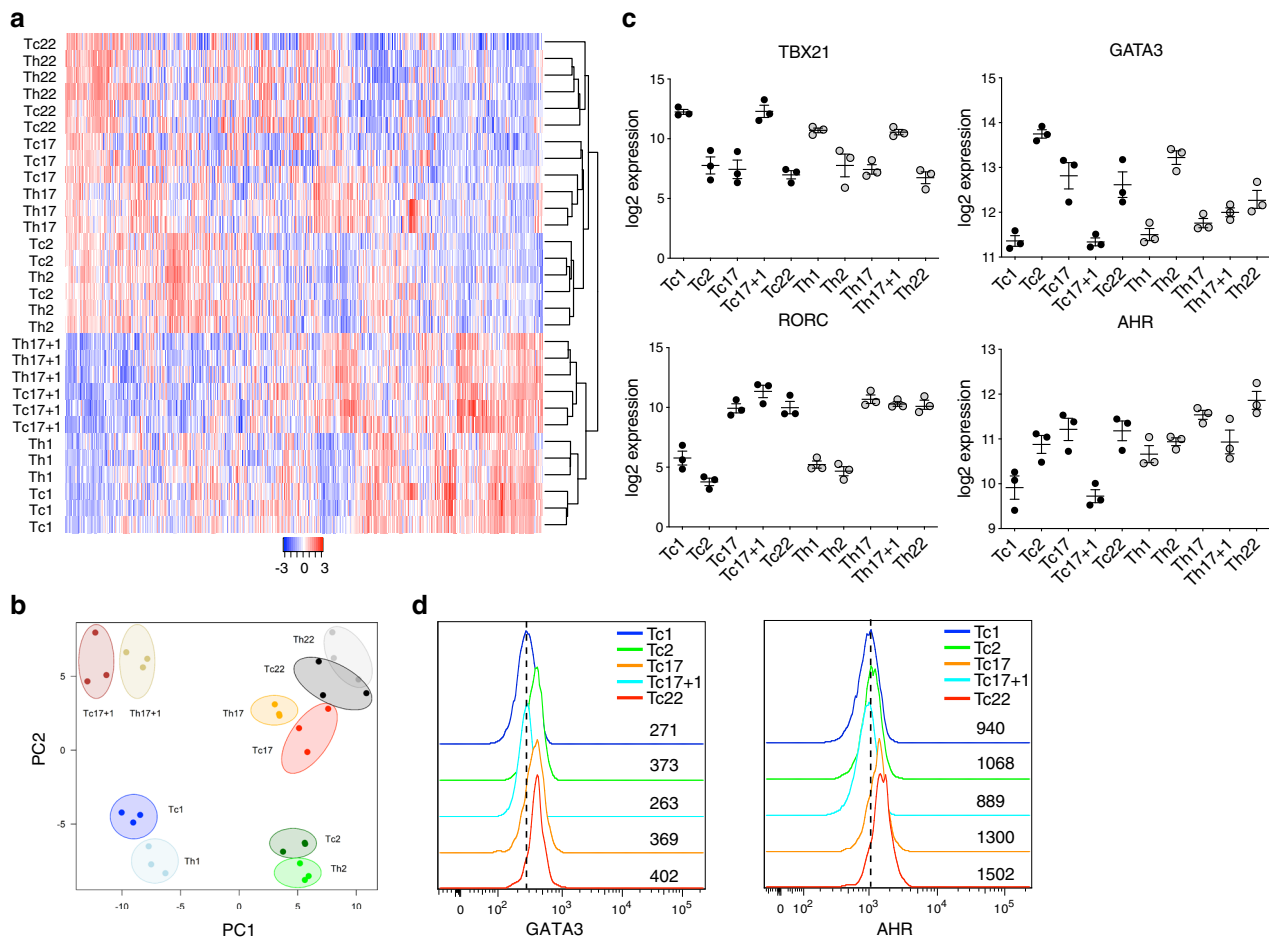 a
Tc22
Th22
Th22
Th22
Tc22
Tc22
Tc17
Tc17
Tc17
Th17
Th17
Th17
Tc2
Tc2
Th2
Tc2
Th2
Th2
Th17+1
Th17+1
Th17+1
Tc17+1
Tc17+1
Tc17+1
Th1
Th1
Th1
Tc1
Tc1
Tc1
-3 0 3
b
Th22
Tc22
Tc17+1 Th17+1
Th17
Tc17
Tc1
Th1
Tc2
Th2
5
0
-5
PC2
-10 -5 0 5 10
PC1
c
TBX21
15
10
5
0
log2 expression
Tc1 Tc2 Tc17 Tc17+1 Tc22 Th1 Th2 Th17 Th17+1 Th22
GATA3
15
14
13
12
11
log2 expression
Tc1 Tc2 Tc17 Tc17+1 Tc22 Th1 Th2 Th17 Th17+1 Th22
RORC
15
10
5
0
log2 expression
Tc1 Tc2 Tc17 Tc17+1 Tc22 Th1 Th2 Th17 Th17+1 Th22
AHR
13
12
11
10
9
log2 expression
Tc1 Tc2 Tc17 Tc17+1 Tc22 Th1 Th2 Th17 Th17+1 Th22
d
Tc1
Tc2
Tc17
Tc17+1
Tc22
271
373
263
369
402
0 10² 10³ 10⁵
GATA3
Tc1
Tc2
Tc17
Tc17+1
Tc22
940
1068
889
1300
1502
0 10² 10³ 10⁴ 10⁵
AHR